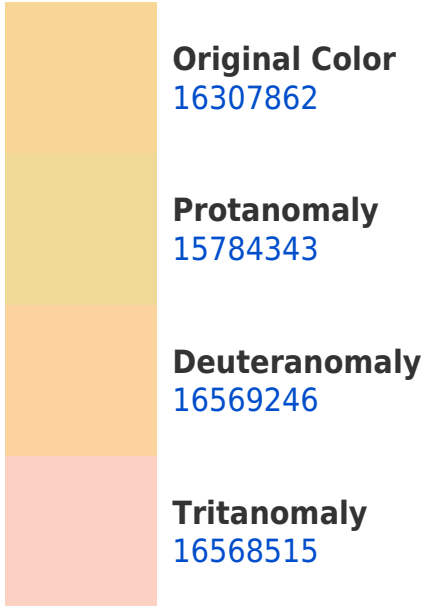 Original Color
16307862
Protanomaly
15784343
Deuteranomaly
16569246
Tritanomaly
16568515